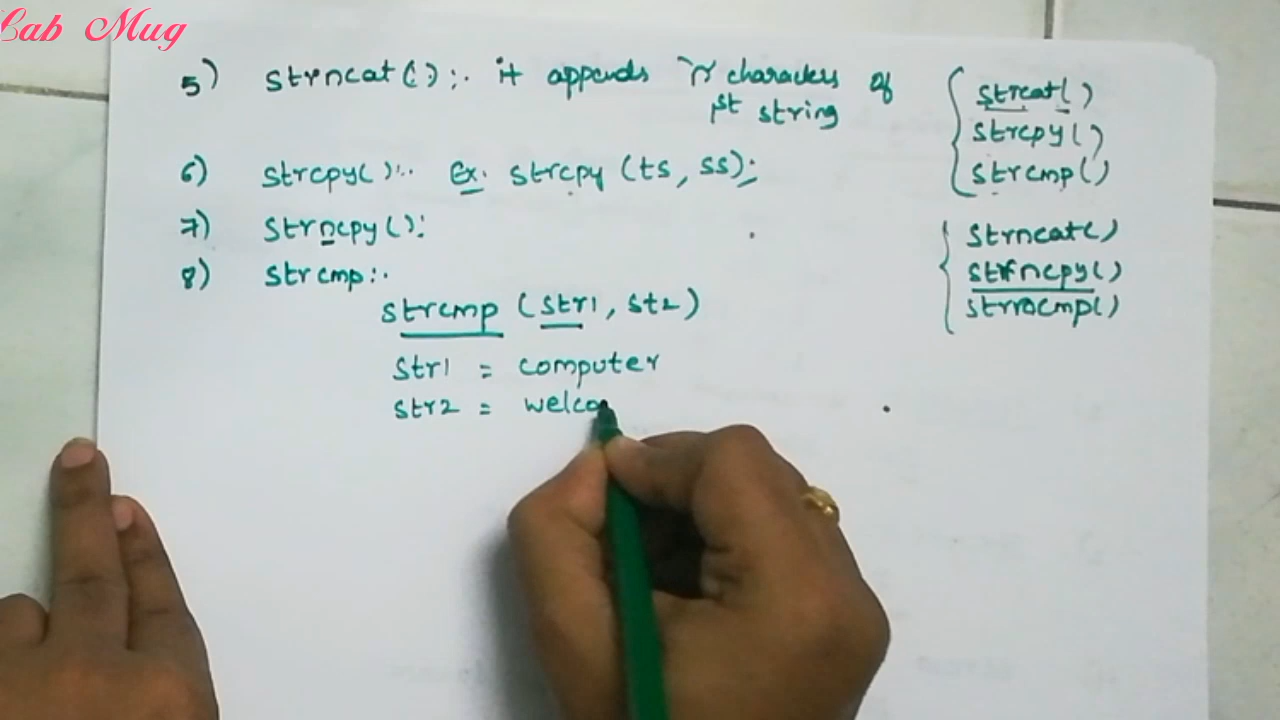 Lab Mug
5) strncat():. it appends 'n' characters of
1st string
6) strcpy():. Ex. strcpy (ts, ss);
7) strncpy():
8) strcmp:.
strcmp (str1, st2)
str1 = computer
str2 = welco
strcat()
strcpy()
strcmp()
strncat()
strncpy()
strncmp()